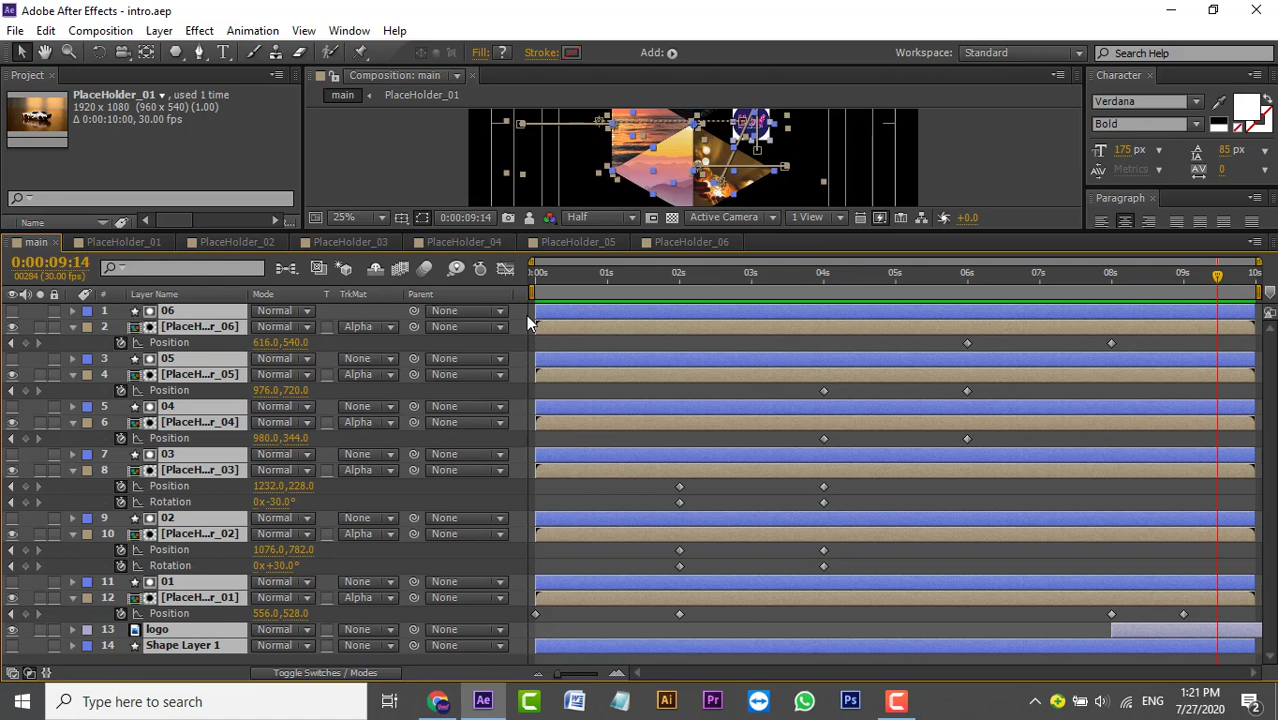 Adobe After Effects - intro.aep
File Edit Composition Layer Effect Animation View Window Help
Fill: ? Stroke: Add: Workspace: Standard Search Help
Project Composition: main Character
PlaceHolder_01 , used 1 time
1920 x 1080 (960 x 540) (1.00)
Δ 0:00:10:00, 30.00 fps
main PlaceHolder_01
Verdana
Bold
175 px 85 px
Metrics 0
Paragraph
Name
25% 0:00:09:14 Half Active Camera 1 View +0.0
main PlaceHolder_01 PlaceHolder_02 PlaceHolder_03 PlaceHolder_04 PlaceHolder_05 PlaceHolder_06
0:00:09:14
00284 (30.00 fps)
0:00s 01s 02s 03s 04s 05s 06s 07s 08s 09s 10s
# Layer Name Mode T TrkMat Parent
1 06 Normal None
2 [PlaceH...r_06] Normal Alpha None
Position 616.0,540.0
3 05 Normal None None
4 [PlaceH...r_05] Normal Alpha None
Position 976.0,720.0
5 04 Normal None None
6 [PlaceH...r_04] Normal Alpha None
Position 980.0,344.0
7 03 Normal None None
8 [PlaceH...r_03] Normal Alpha None
Position 1232.0,228.0
Rotation 0x-30.0°
9 02 Normal None None
10 [PlaceH...r_02] Normal Alpha None
Position 1076.0,782.0
Rotation 0x+30.0°
11 01 Normal None None
12 [PlaceH...r_01] Normal Alpha None
Position 556.0,528.0
13 logo Normal None None
14 Shape Layer 1 Normal None None
Toggle Switches / Modes
Type here to search
Ai Pr Ps
ENG
1:21 PM
7/27/2020
2